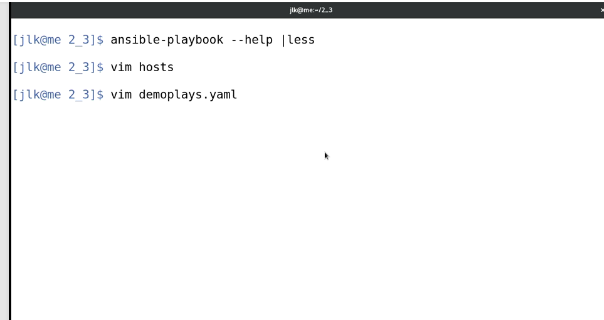 jlk@me:~/2_3
[jlk@me 2_3]$ ansible-playbook --help |less
[jlk@me 2_3]$ vim hosts
[jlk@me 2_3]$ vim demoplays.yaml